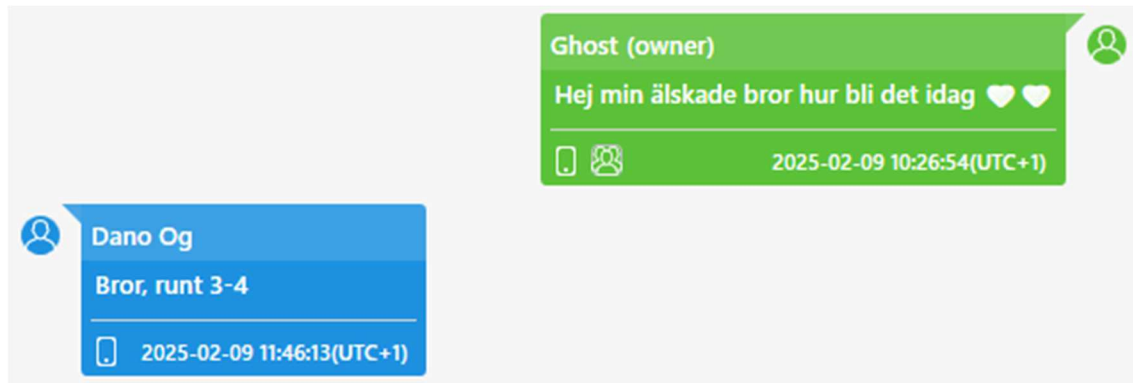 Ghost (owner)
Hej min älskade bror hur bli det idag 🤍🤍
2025-02-09 10:26:54(UTC+1)
Dano Og
Bror, runt 3-4
2025-02-09 11:46:13(UTC+1)